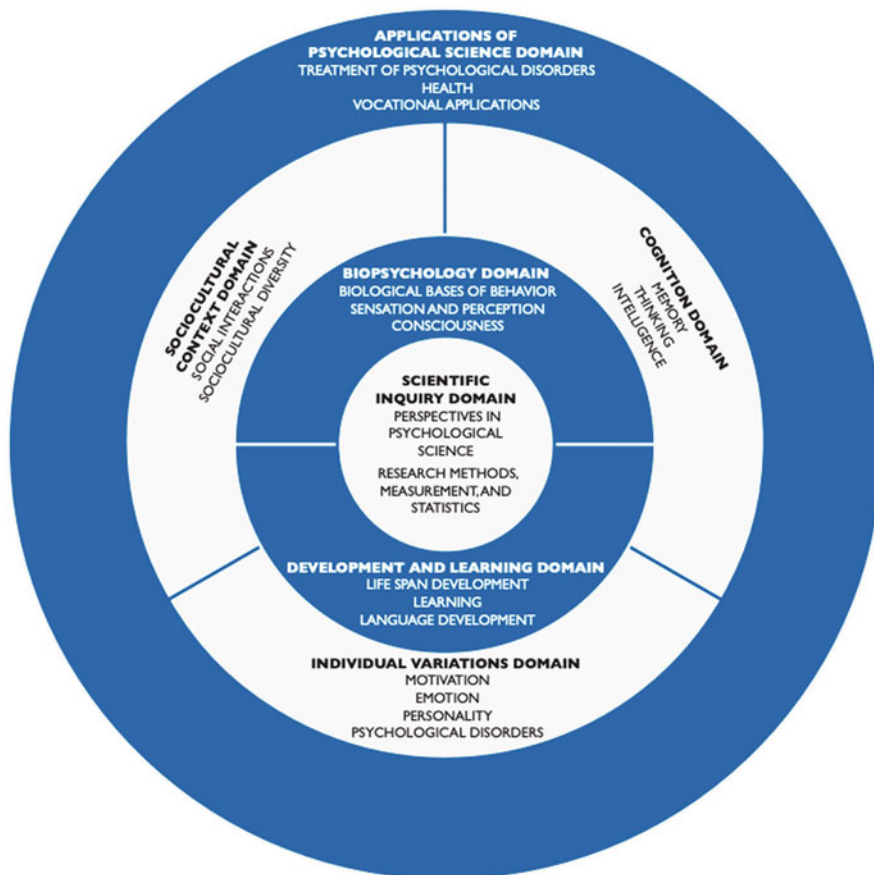 APPLICATIONS OF
PSYCHOLOGICAL SCIENCE DOMAIN
TREATMENT OF PSYCHOLOGICAL DISORDERS
HEALTH
VOCATIONAL APPLICATIONS
SOCIOCULTURAL
CONTEXT DOMAIN
SOCIAL INTERACTIONS
SOCIOCULTURAL DIVERSITY
COGNITION DOMAIN
MEMORY
THINKING
INTELLIGENCE
BIOPSYCHOLOGY DOMAIN
BIOLOGICAL BASES OF BEHAVIOR
SENSATION AND PERCEPTION
CONSCIOUSNESS
SCIENTIFIC
INQUIRY DOMAIN
PERSPECTIVES IN
PSYCHOLOGICAL
SCIENCE
RESEARCH METHODS,
MEASUREMENT, AND
STATISTICS
DEVELOPMENT AND LEARNING DOMAIN
LIFE SPAN DEVELOPMENT
LEARNING
LANGUAGE DEVELOPMENT
INDIVIDUAL VARIATIONS DOMAIN
MOTIVATION
EMOTION
PERSONALITY
PSYCHOLOGICAL DISORDERS